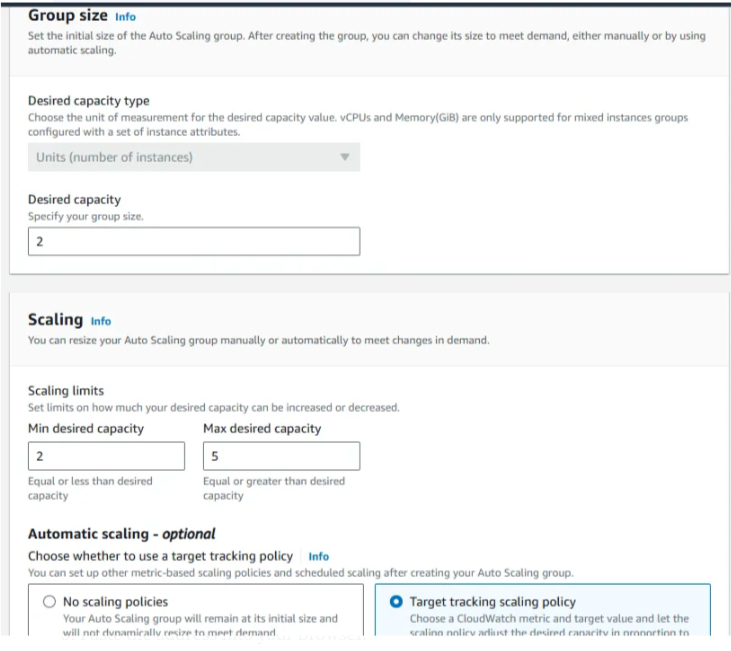 Group size Info
Set the initial size of the Auto Scaling group. After creating the group, you can change its size to meet demand, either manually or by using
automatic scaling.
Desired capacity type
Choose the unit of measurement for the desired capacity value. vCPUs and Memory(GiB) are only supported for mixed instances groups
configured with a set of instance attributes.
Units (number of instances)
Desired capacity
Specify your group size.
2
Scaling Info
You can resize your Auto Scaling group manually or automatically to meet changes in demand.
Scaling limits
Set limits on how much your desired capacity can be increased or decreased.
Min desired capacity
Max desired capacity
2
5
Equal or less than desired
capacity
Equal or greater than desired
capacity
Automatic scaling - optional
Choose whether to use a target tracking policy Info
You can set up other metric-based scaling policies and scheduled scaling after creating your Auto Scaling group.
No scaling policies
Your Auto Scaling group will remain at its initial size and
will not dynamically resize to meet demand.
Target tracking scaling policy
Choose a CloudWatch metric and target value and let the
scaling policy adjust the desired capacity in proportion to